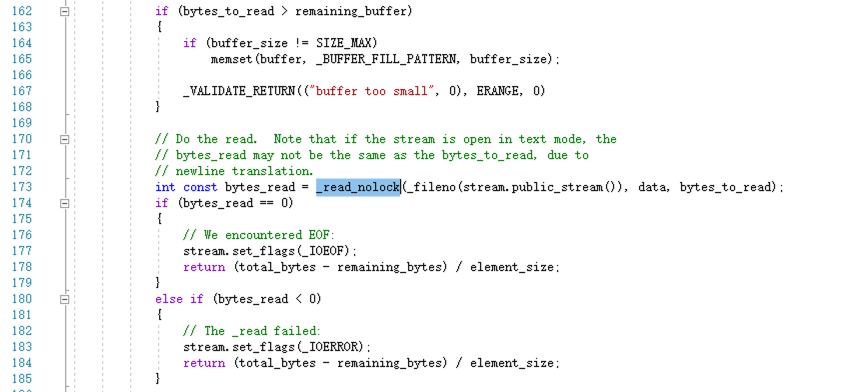 162 if (bytes_to_read > remaining_buffer)
163 {
164 if (buffer_size != SIZE_MAX)
165 memset(buffer, _BUFFER_FILL_PATTERN, buffer_size);
166
167 _VALIDATE_RETURN(("buffer too small", 0), ERANGE, 0)
168 }
169
170 // Do the read.  Note that if the stream is open in text mode, the
171 // bytes_read may not be the same as the bytes_to_read, due to
172 // newline translation.
173 int const bytes_read = _read_nolock(_fileno(stream.public_stream()), data, bytes_to_read);
174 if (bytes_read == 0)
175 {
176 // We encountered EOF:
177 stream.set_flags(_IOEOF);
178 return (total_bytes - remaining_bytes) / element_size;
179 }
180 else if (bytes_read < 0)
181 {
182 // The _read failed:
183 stream.set_flags(_IOERROR);
184 return (total_bytes - remaining_bytes) / element_size;
185 }